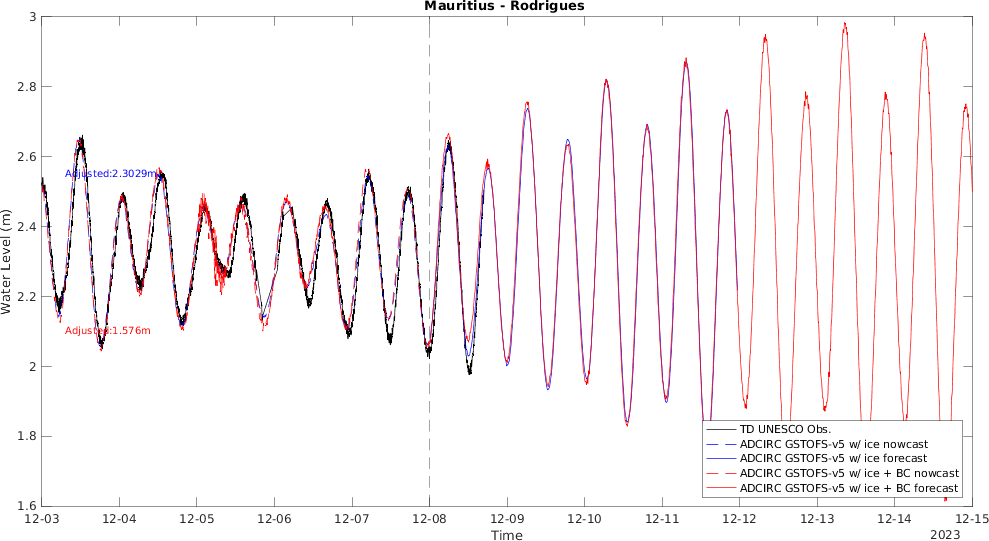 Mauritius - Rodrigues
3
2.8
2.6
2.4
2.2
2
1.8
1.6
Water Level (m)
Adjusted:2.3029m
Adjusted:1.576m
TD UNESCO Obs.
ADCIRC GSTOFS-v5 w/ ice nowcast
ADCIRC GSTOFS-v5 w/ ice forecast
ADCIRC GSTOFS-v5 w/ ice + BC nowcast
ADCIRC GSTOFS-v5 w/ ice + BC forecast
12-03 12-04 12-05 12-06 12-07 12-08 12-09 12-10 12-11 12-12 12-13 12-14 12-15
Time
2023